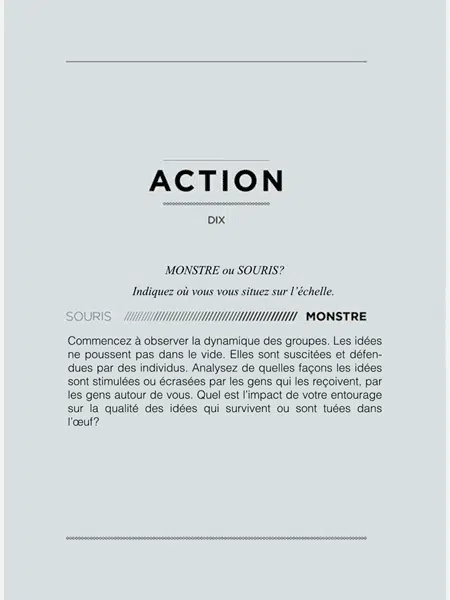 ACTION
DIX
MONSTRE ou SOURIS?
Indiquez où vous vous situez sur l'échelle.
SOURIS //////////////////////////////////////// MONSTRE
Commencez à observer la dynamique des groupes. Les idées
ne poussent pas dans le vide. Elles sont suscitées et défen-
dues par des individus. Analysez de quelles façons les idées
sont stimulées ou écrasées par les gens qui les reçoivent, par
les gens autour de vous. Quel est l'impact de votre entourage
sur la qualité des idées qui survivent ou sont tuées dans
l'œuf?